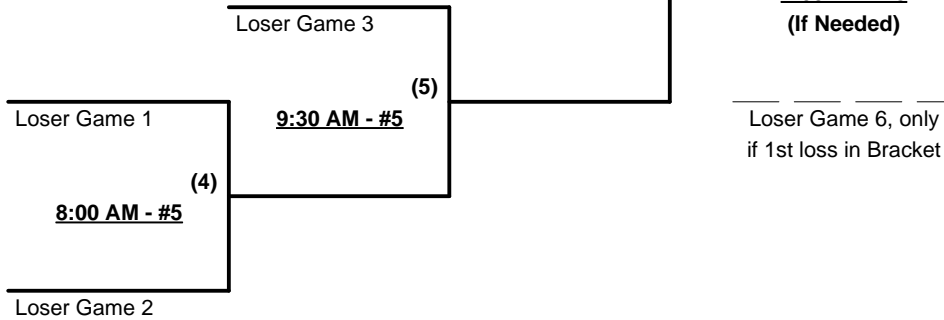 Loser Game 3
(If Needed)
(5)
Loser Game 1
9:30 AM - #5
Loser Game 6, only
if 1st loss in Bracket
(4)
8:00 AM - #5
Loser Game 2